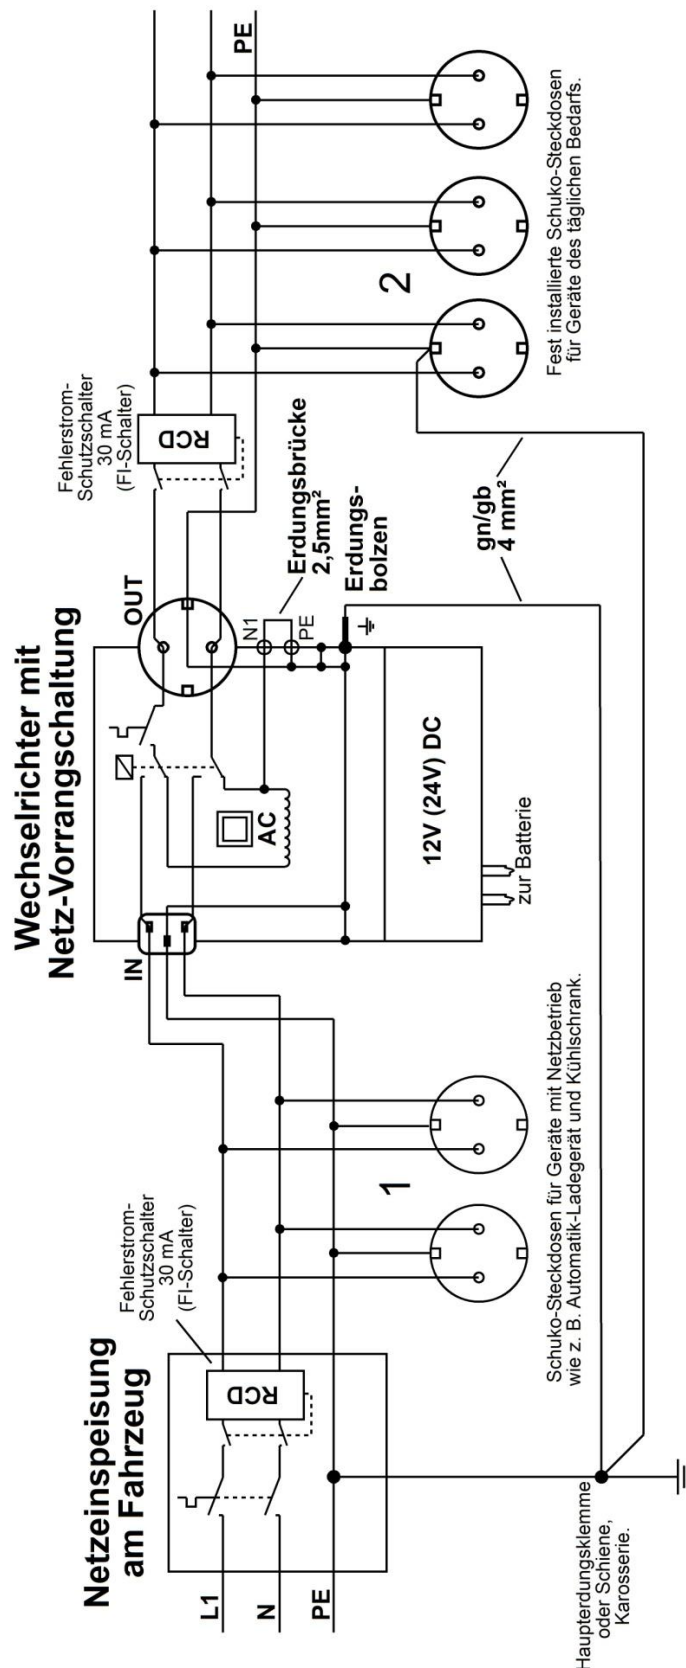 Netzeinspeisung
am Fahrzeug
Fehlerstrom-
Schutzschalter
30 mA
(FI-Schalter)
L1
N
PE
RCD
1
Schuko-Steckdosen für Geräte mit Netzbetrieb
wie z. B. Automatik-Ladegerät und Kühlschrank.
Haupterdungsklemme
oder Schiene,
Karosserie.
Wechselrichter mit
Netz-Vorrangschaltung
IN
OUT
AC
N1
PE
12V (24V) DC
zur Batterie
Erdungsbrücke
2,5mm²
Erdungs-
bolzen
gn/gb
4 mm²
Fehlerstrom-
Schutzschalter
30 mA
(FI-Schalter)
RCD
PE
2
Fest installierte Schuko-Steckdosen
für Geräte des täglichen Bedarfs.